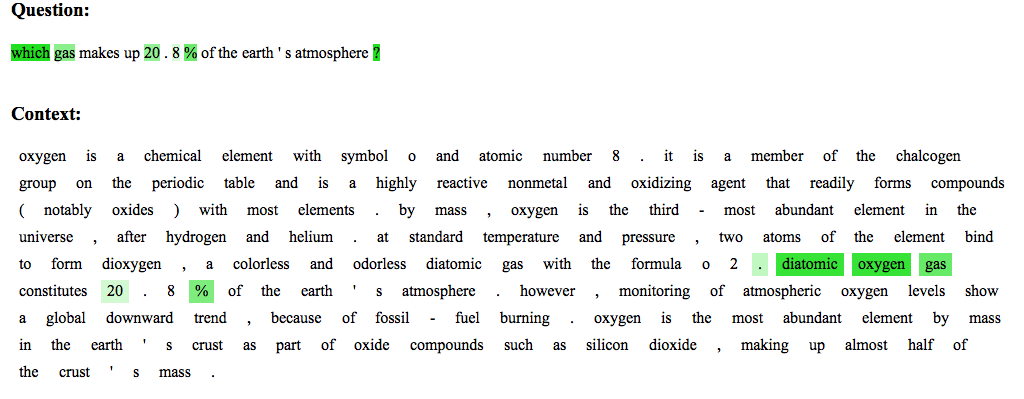 Question:
which gas makes up 20 . 8 % of the earth ' s atmosphere ?
Context:
oxygen is a chemical element with symbol o and atomic number 8 . it is a member of the chalcogen
group on the periodic table and is a highly reactive nonmetal and oxidizing agent that readily forms compounds
( notably oxides ) with most elements . by mass , oxygen is the third - most abundant element in the
universe , after hydrogen and helium . at standard temperature and pressure , two atoms of the element bind
to form dioxygen , a colorless and odorless diatomic gas with the formula o 2 . diatomic oxygen gas
constitutes 20 . 8 % of the earth ' s atmosphere . however , monitoring of atmospheric oxygen levels show
a global downward trend , because of fossil - fuel burning . oxygen is the most abundant element by mass
in the earth ' s crust as part of oxide compounds such as silicon dioxide , making up almost half of
the crust ' s mass .